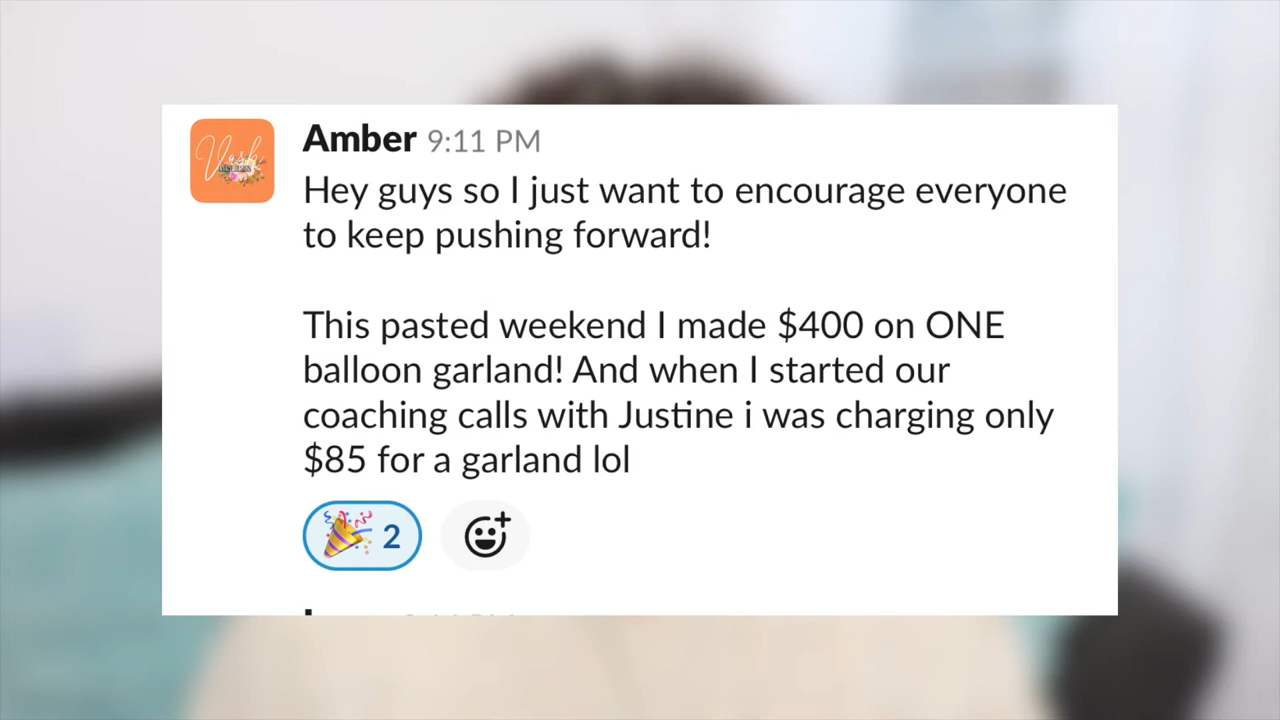 Amber 9:11 PM
Hey guys so I just want to encourage everyone
to keep pushing forward!
This pasted weekend I made $400 on ONE
balloon garland! And when I started our
coaching calls with Justine i was charging only
$85 for a garland lol
2